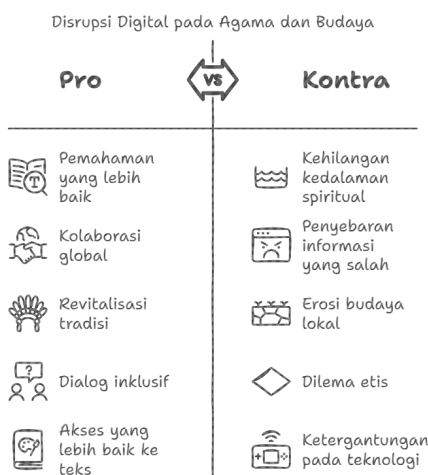 Disrupsi Digital pada Agama dan Budaya
Pro
VS
Kontra
Pemahaman
yang lebih
baik
Kolaborasi
global
Revitalisasi
tradisi
?
Dialog inklusif
Akses yang
lebih baik ke
teks
T
Kehilangan
kedalaman
spiritual
Penyebaran
informasi
yang salah
Erosi budaya
lokal
Dilema etis
Ketergantungan
pada teknologi